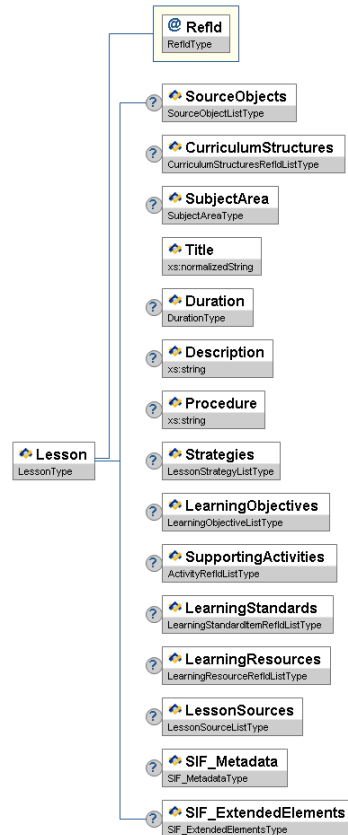 @ RefId
RefIdType
? SourceObjects
SourceObjectListType
? CurriculumStructures
CurriculumStructuresRefIdListType
? SubjectArea
SubjectAreaType
Title
xs:normalizedString
? Duration
DurationType
? Description
xs:string
? Procedure
xs:string
Lesson
LessonType
? Strategies
LessonStrategyListType
? LearningObjectives
LearningObjectiveListType
? SupportingActivities
ActivityRefIdListType
? LearningStandards
LearningStandardItemRefIdListType
? LearningResources
LearningResourceRefIdListType
? LessonSources
LessonSourceListType
? SIF_Metadata
SIF_MetadataType
? SIF_ExtendedElements
SIF_ExtendedElementsType